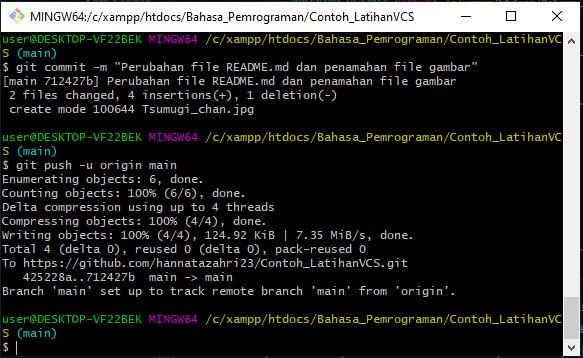 MINGW64:/c/xampp/htdocs/Bahasa_Pemrograman/Contoh_LatihanVCS
user@DESKTOP-VF22BEK MINGW64 /c/xampp/htdocs/Bahasa_Pemrograman/Contoh_LatihanVC
S (main)
$ git commit -m "Perubahan file README.md dan penamahan file gambar"
[main 712427b] Perubahan file README.md dan penamahan file gambar
 2 files changed, 4 insertions(+), 1 deletion(-)
 create mode 100644 Tsumugi_chan.jpg

user@DESKTOP-VF22BEK MINGW64 /c/xampp/htdocs/Bahasa_Pemrograman/Contoh_LatihanVC
S (main)
$ git push -u origin main
Enumerating objects: 6, done.
Counting objects: 100% (6/6), done.
Delta compression using up to 4 threads
Compressing objects: 100% (4/4), done.
Writing objects: 100% (4/4), 124.92 KiB | 7.35 MiB/s, done.
Total 4 (delta 0), reused 0 (delta 0), pack-reused 0
To https://github.com/hannatazahri23/Contoh_LatihanVCS.git
   425228a..712427b  main -> main
Branch 'main' set up to track remote branch 'main' from 'origin'.

user@DESKTOP-VF22BEK MINGW64 /c/xampp/htdocs/Bahasa_Pemrograman/Contoh_LatihanVC
S (main)
$